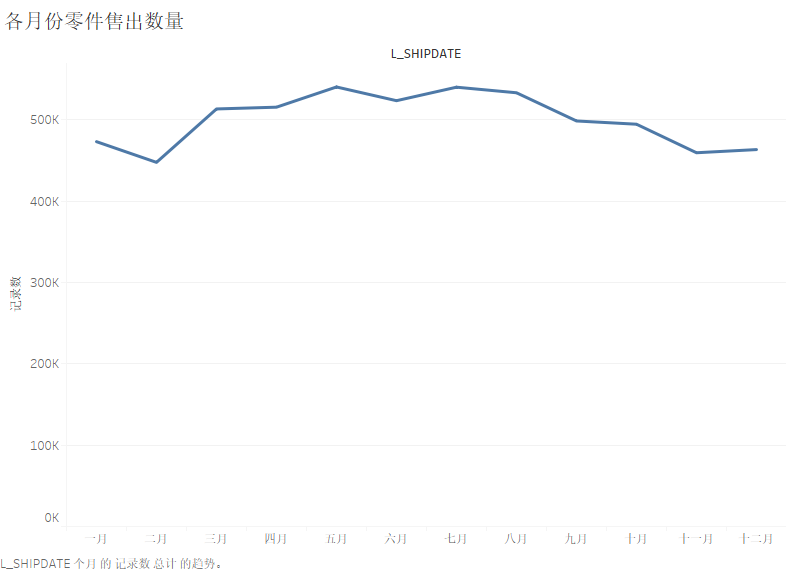 各月份零件售出数量
L_SHIPDATE
500K
400K
300K
200K
100K
0K
记录数
一月 二月 三月 四月 五月 六月 七月 八月 九月 十月 十一月 十二月
L_SHIPDATE 个月 的 记录数 总计 的趋势。